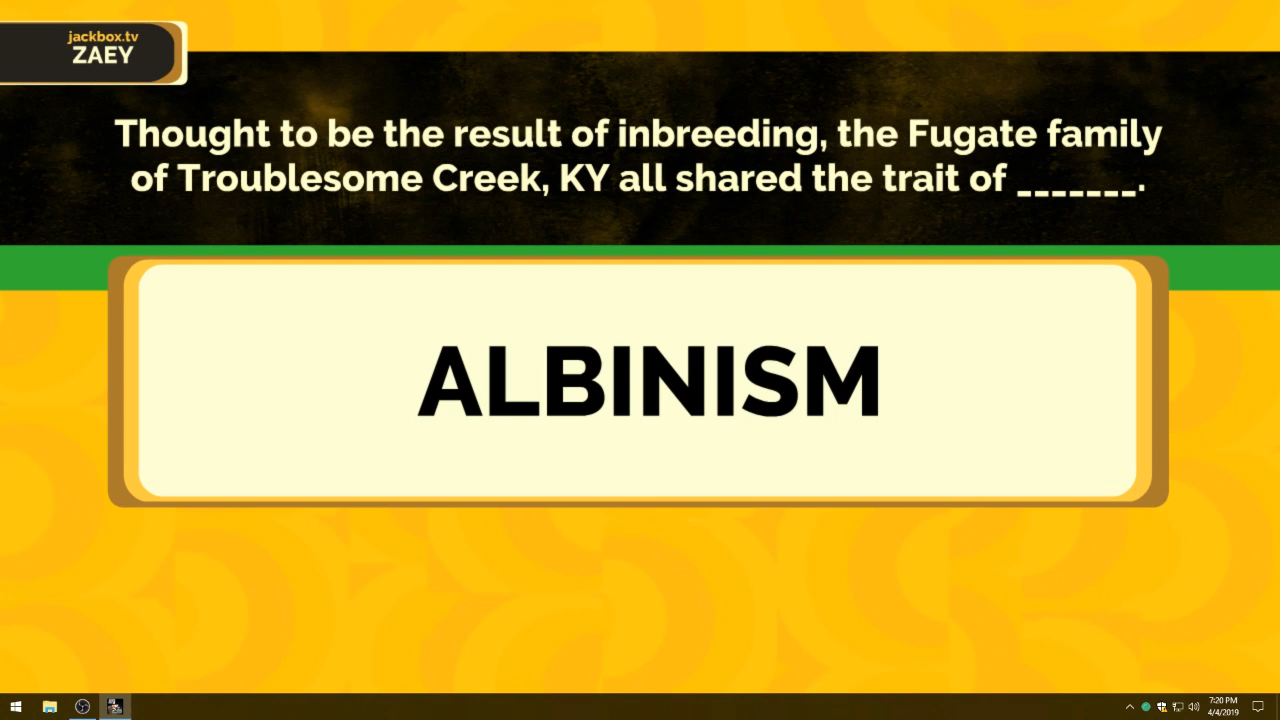 jackbox.tv
ZAEY
Thought to be the result of inbreeding, the Fugate family
of Troublesome Creek, KY all shared the trait of _______.
ALBINISM
7:20 PM
4/4/2019